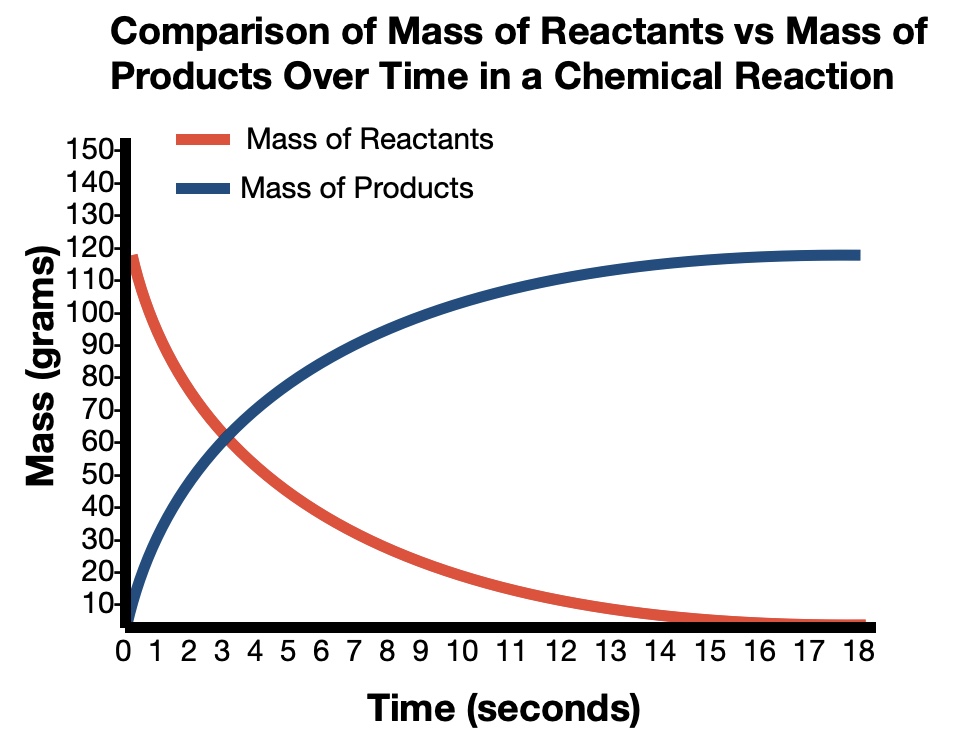 Comparison of Mass of Reactants vs Mass of
Products Over Time in a Chemical Reaction
Mass of Reactants
Mass of Products
Mass (grams)
150
140
130
120
110
100
90
80
70
60
50
40
30
20
10
0 1 2 3 4 5 6 7 8 9 10 11 12 13 14 15 16 17 18
Time (seconds)